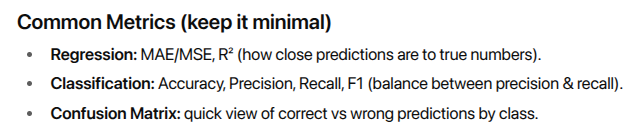 Common Metrics (keep it minimal)
• Regression: MAE/MSE, R² (how close predictions are to true numbers).
• Classification: Accuracy, Precision, Recall, F1 (balance between precision & recall).
• Confusion Matrix: quick view of correct vs wrong predictions by class.